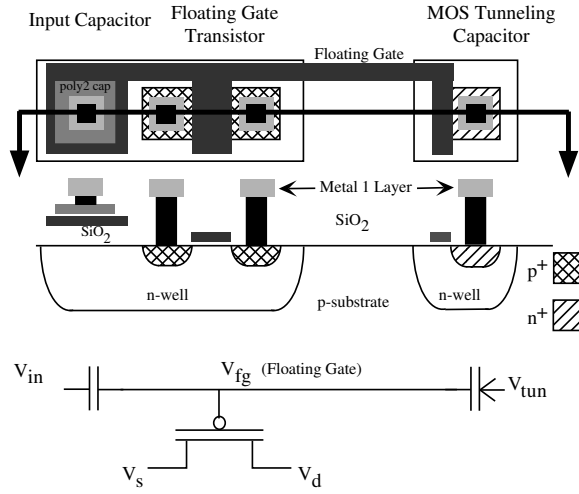 Input Capacitor
Floating Gate
Transistor
MOS Tunneling
Capacitor
Floating Gate
poly2 cap
Metal 1 Layer
SiO2
SiO2
n-well
p-substrate
n-well
p+
n+
Vin
Vfg
(Floating Gate)
Vtun
Vs
Vd